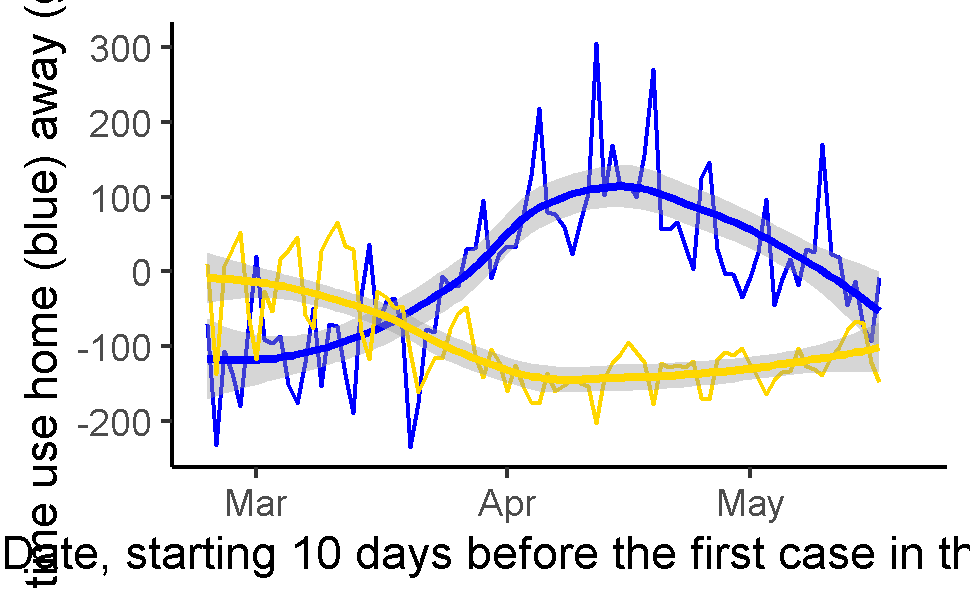 time use home (blue) away (
300
200
100
0
-100
-200
Mar Apr May
Date, starting 10 days before the first case in th